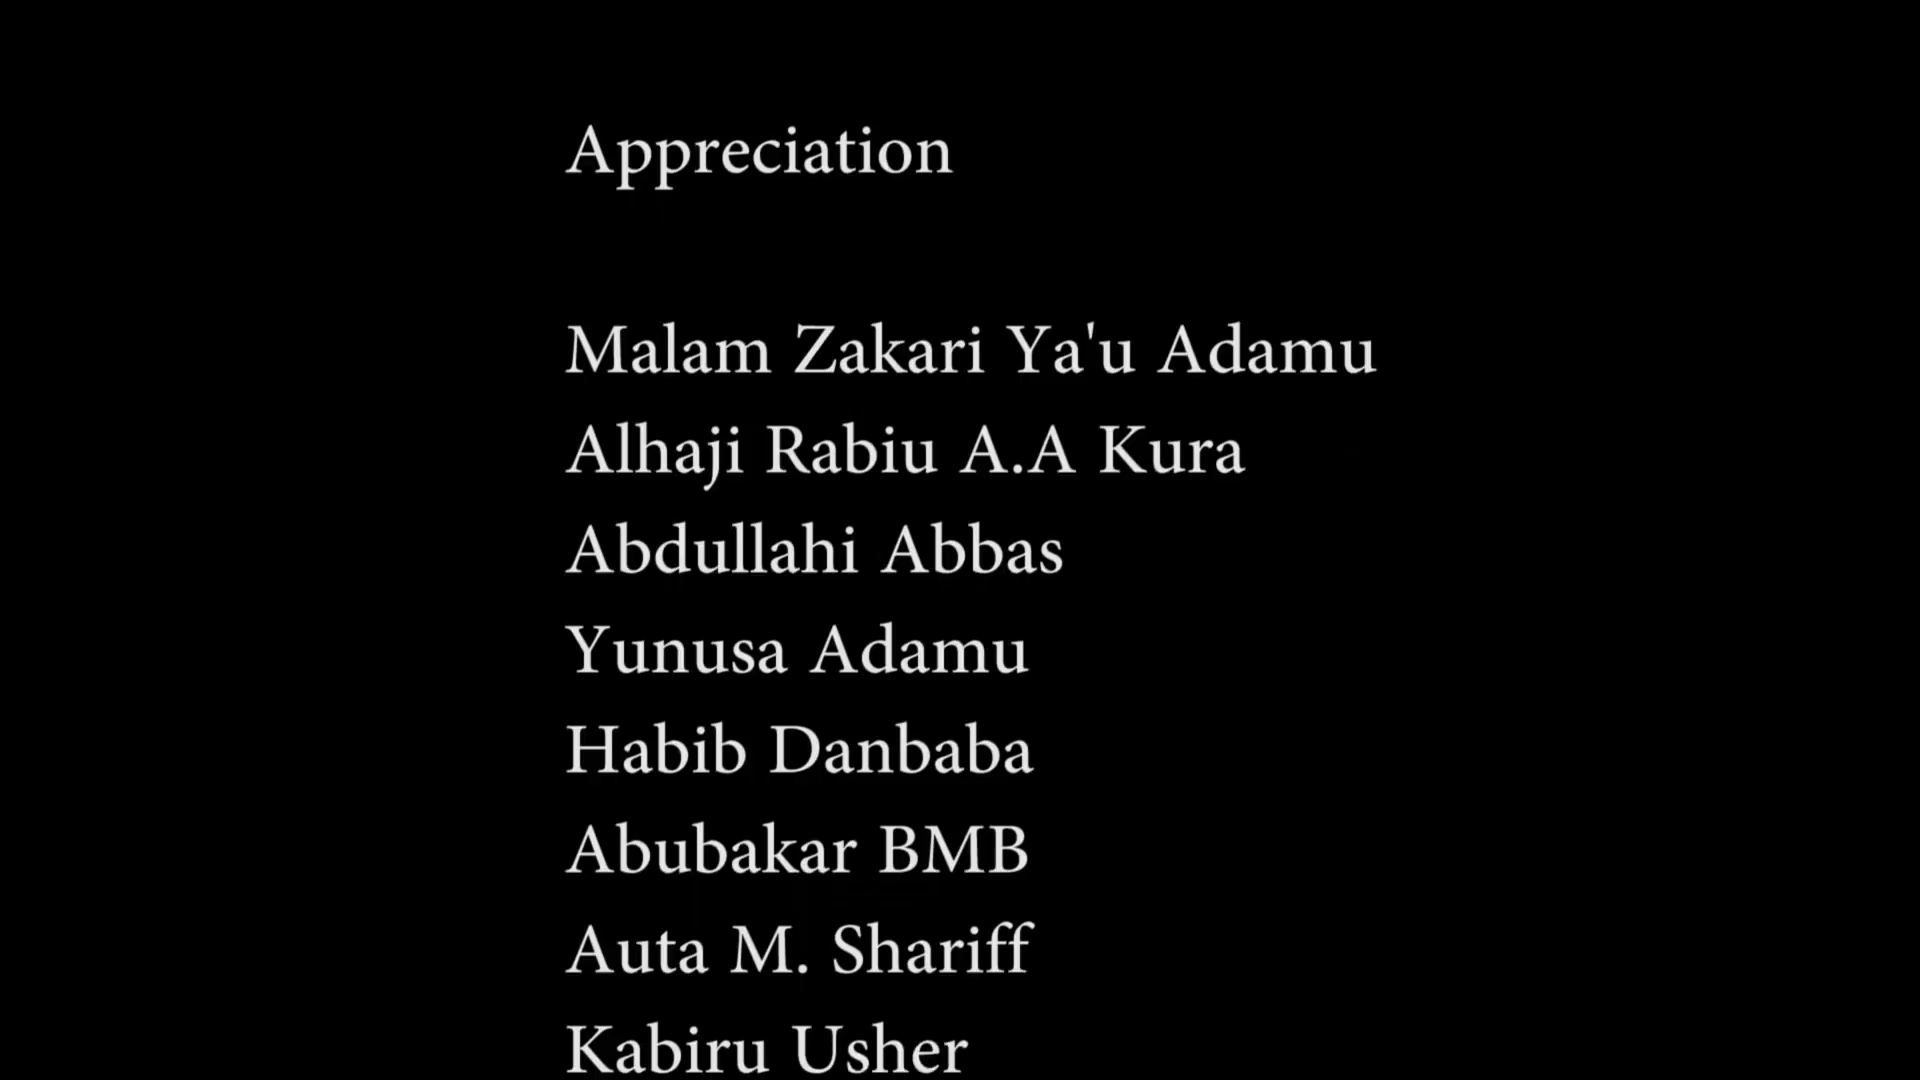 Appreciation
Malam Zakari Ya'u Adamu
Alhaji Rabiu A.A Kura
Abdullahi Abbas
Yunusa Adamu
Habib Danbaba
Abubakar BMB
Auta M. Shariff
Kabiru Usher